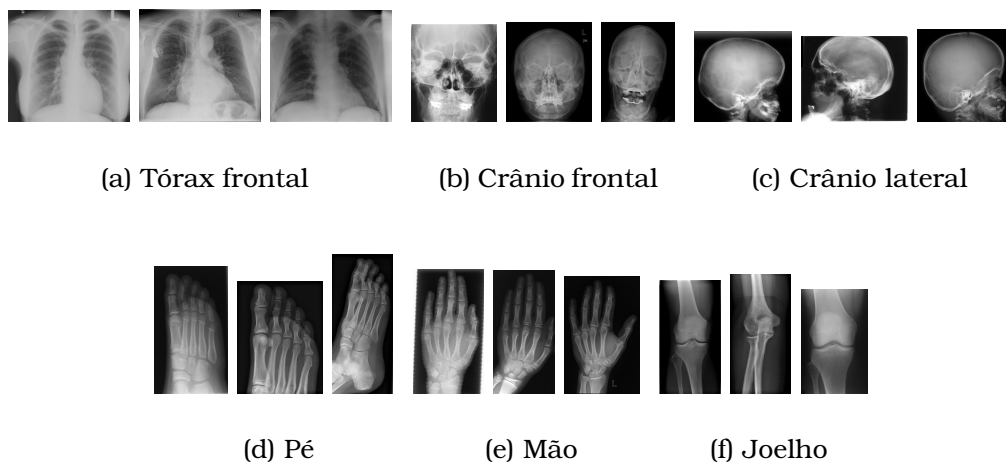 (a) Tórax frontal
(b) Crânio frontal
(c) Crânio lateral
(d) Pé
(e) Mão
(f) Joelho